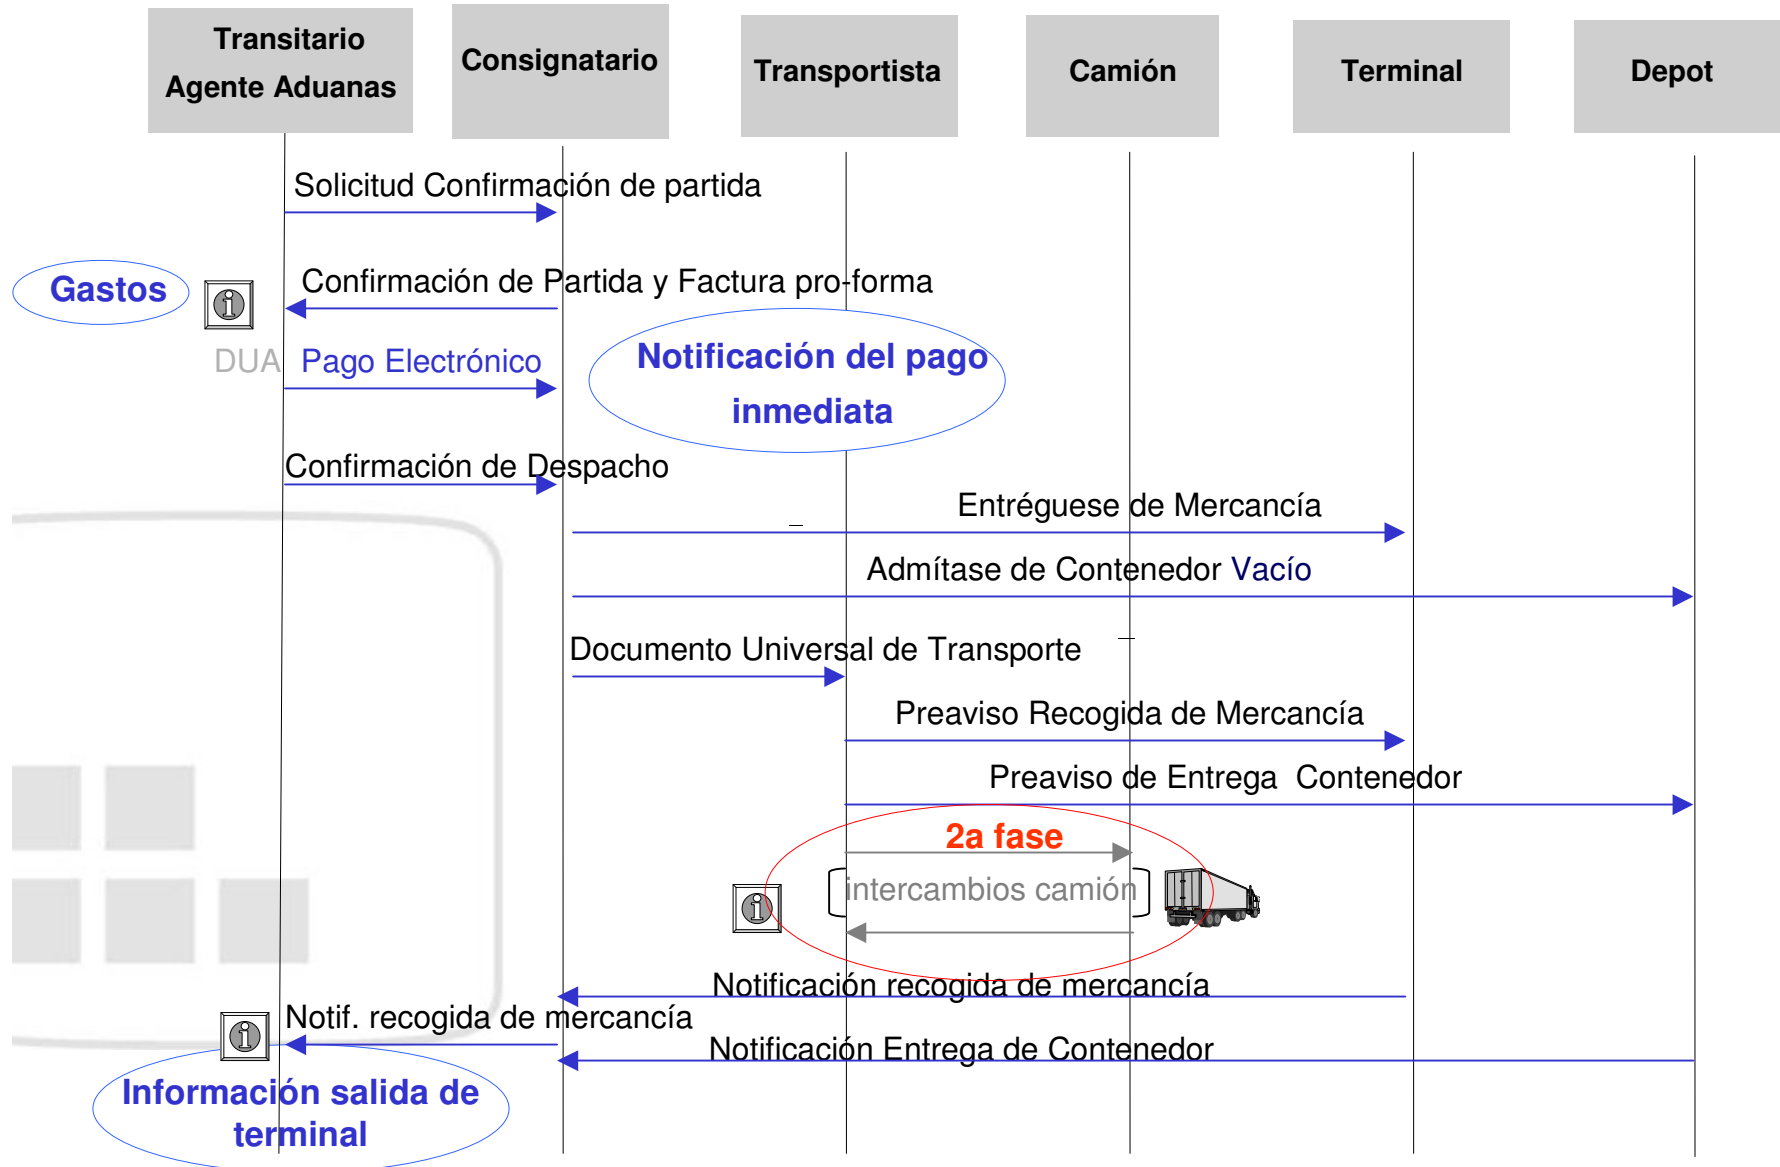 Transitario
Agente Aduanas
Consignatario
Transportista
Camión
Terminal
Depot
Solicitud Confirmación de partida
Gastos
Confirmación de Partida y Factura pro-forma
DUA
Pago Electrónico
Notificación del pago
inmediata
Confirmación de Despacho
Entréguese de Mercancía
Admítase de Contenedor Vacío
Documento Universal de Transporte
Preaviso Recogida de Mercancía
Preaviso de Entrega Contenedor
2a fase
intercambios camión
Notificación recogida de mercancía
Notif. recogida de mercancía
Notificación Entrega de Contenedor
Información salida de
terminal